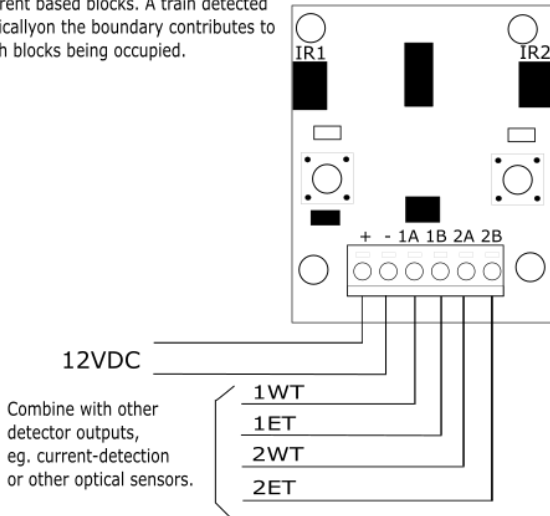 based blocks. A train detected
the boundary contributes to
blocks being occupied.
IR1 IR2
+ - 1A 1B 2A 2B
12VDC
1WT
Combine with other
detector outputs,
eg. current-detection
or other optical sensors.
1ET
2WT
2ET